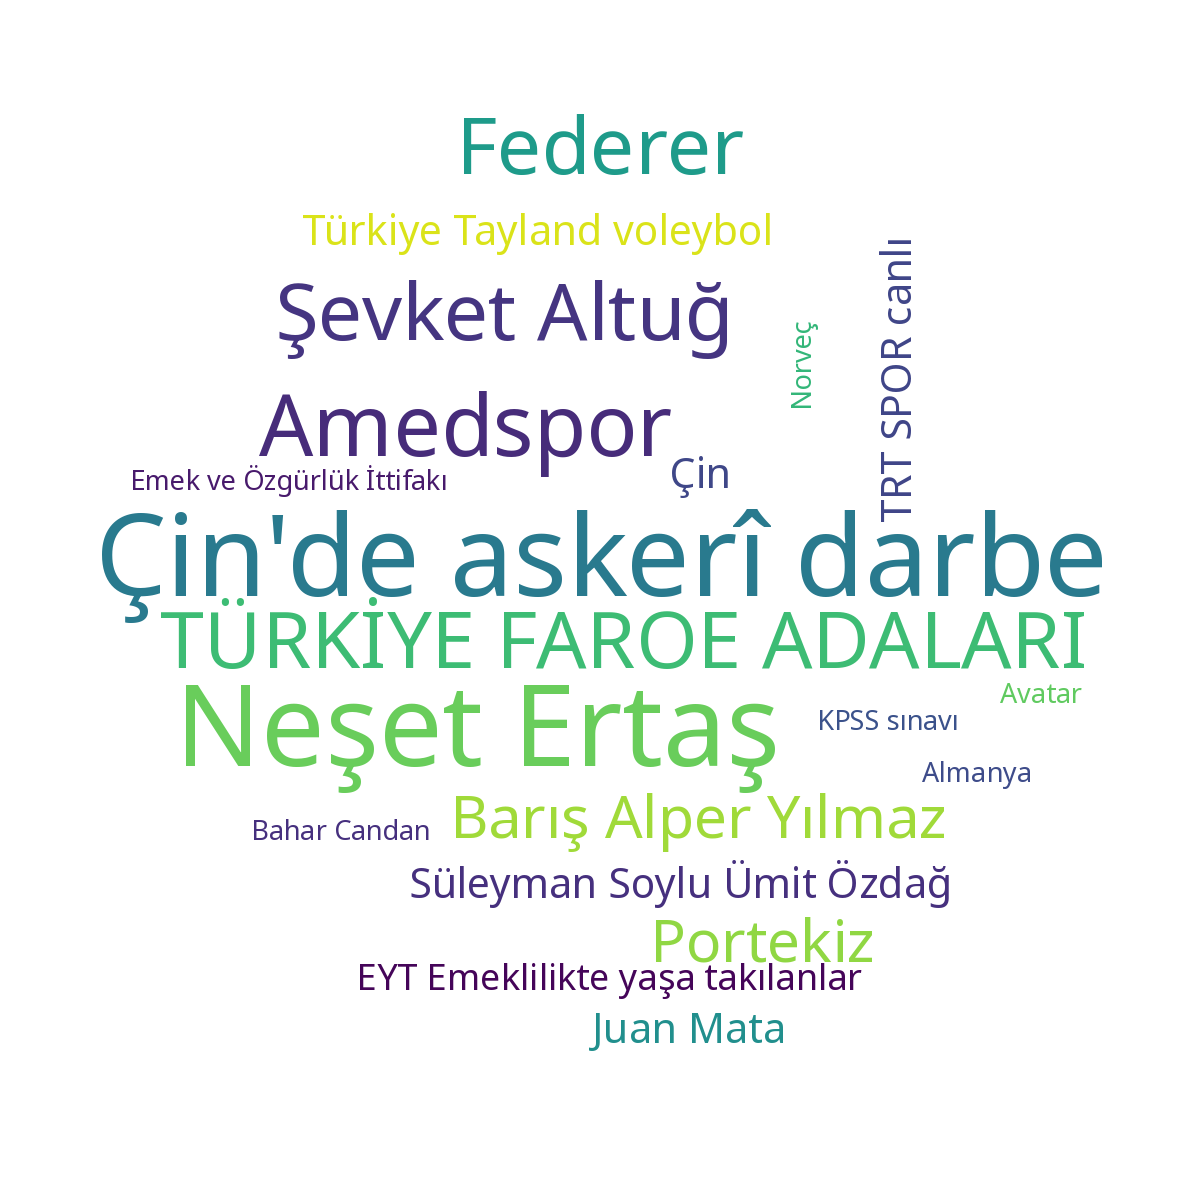 Federer
Türkiye Tayland voleybol
TRT SPOR canlı
Şevket Altuğ
Norveç
Amedspor
Çin
Emek ve Özgürlük İttifakı
Çin'de askerî darbe
TÜRKİYE FAROE ADALARI
Neşet Ertaş
Avatar
KPSS sınavı
Almanya
Barış Alper Yılmaz
Bahar Candan
Süleyman Soylu Ümit Özdağ
Portekiz
EYT Emeklilikte yaşa takılanlar
Juan Mata